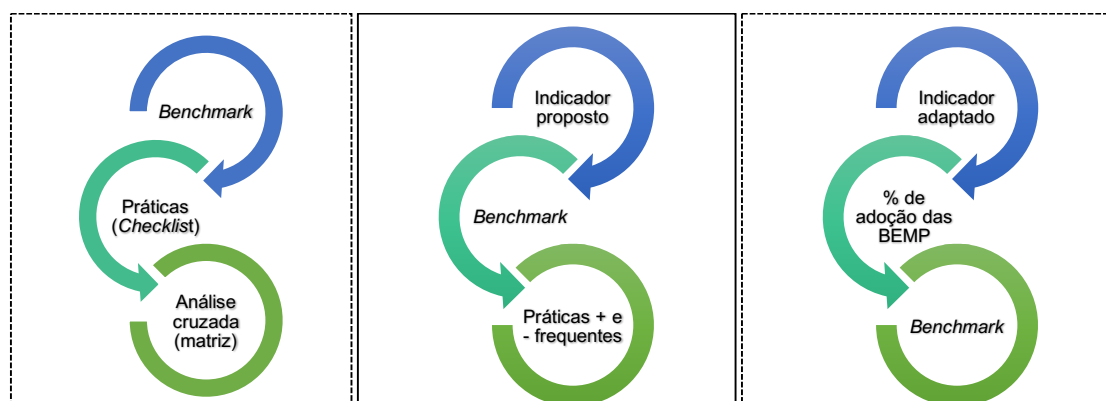 Benchmark
Práticas
(Checklist)
Análise
cruzada
(matriz)
Indicador
proposto
Benchmark
Práticas + e
- frequentes
Indicador
adaptado
% de
adoção das
BEMP
Benchmark